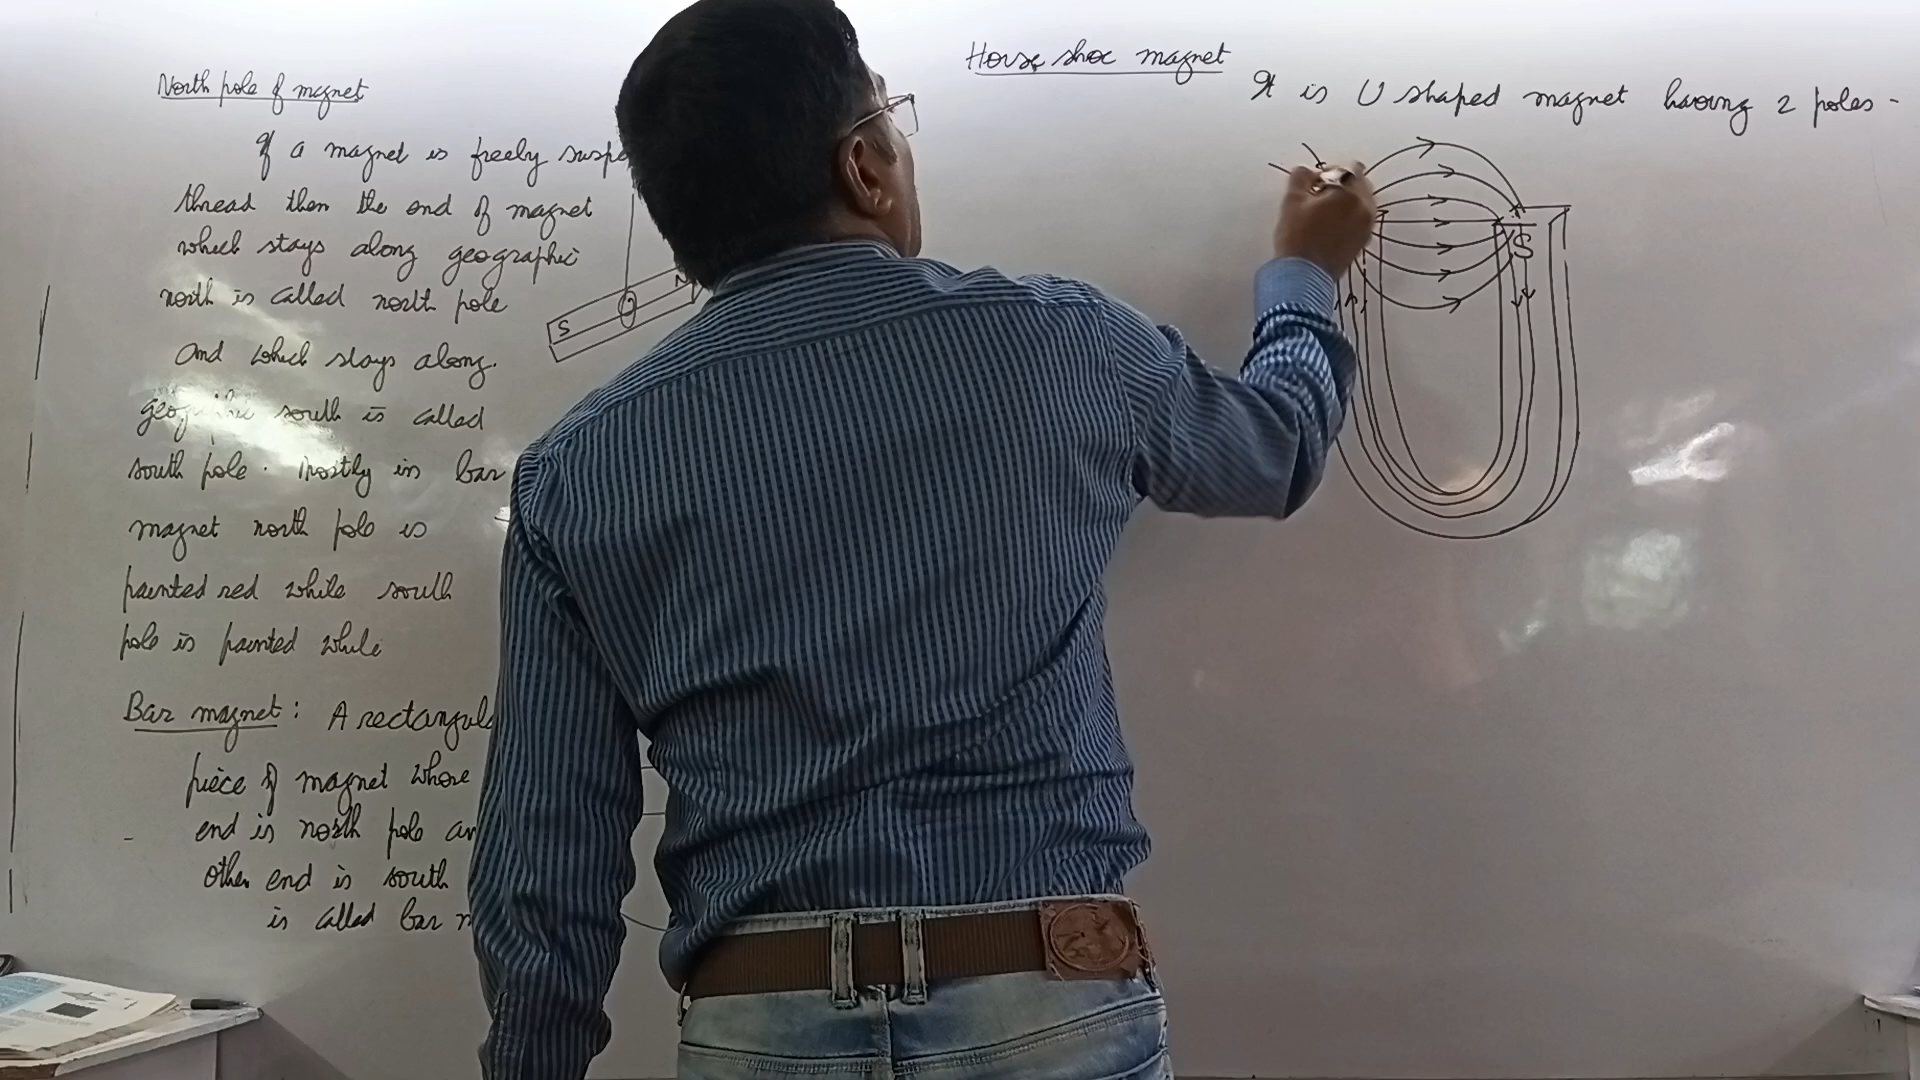 North pole of magnet
If a magnet is freely suspe
thread then the end of magnet
which stays along geographic
north is called north pole
And which stays along.
geographic south is called
south pole. Mostly in bar
magnet north pole is
painted red while south
pole is painted while
Bar magnet: A rectangula
piece of magnet whose
end is north pole an
other end is south
is called bar m
S N
Horse shoe magnet
It is U shaped magnet having 2 poles -
S